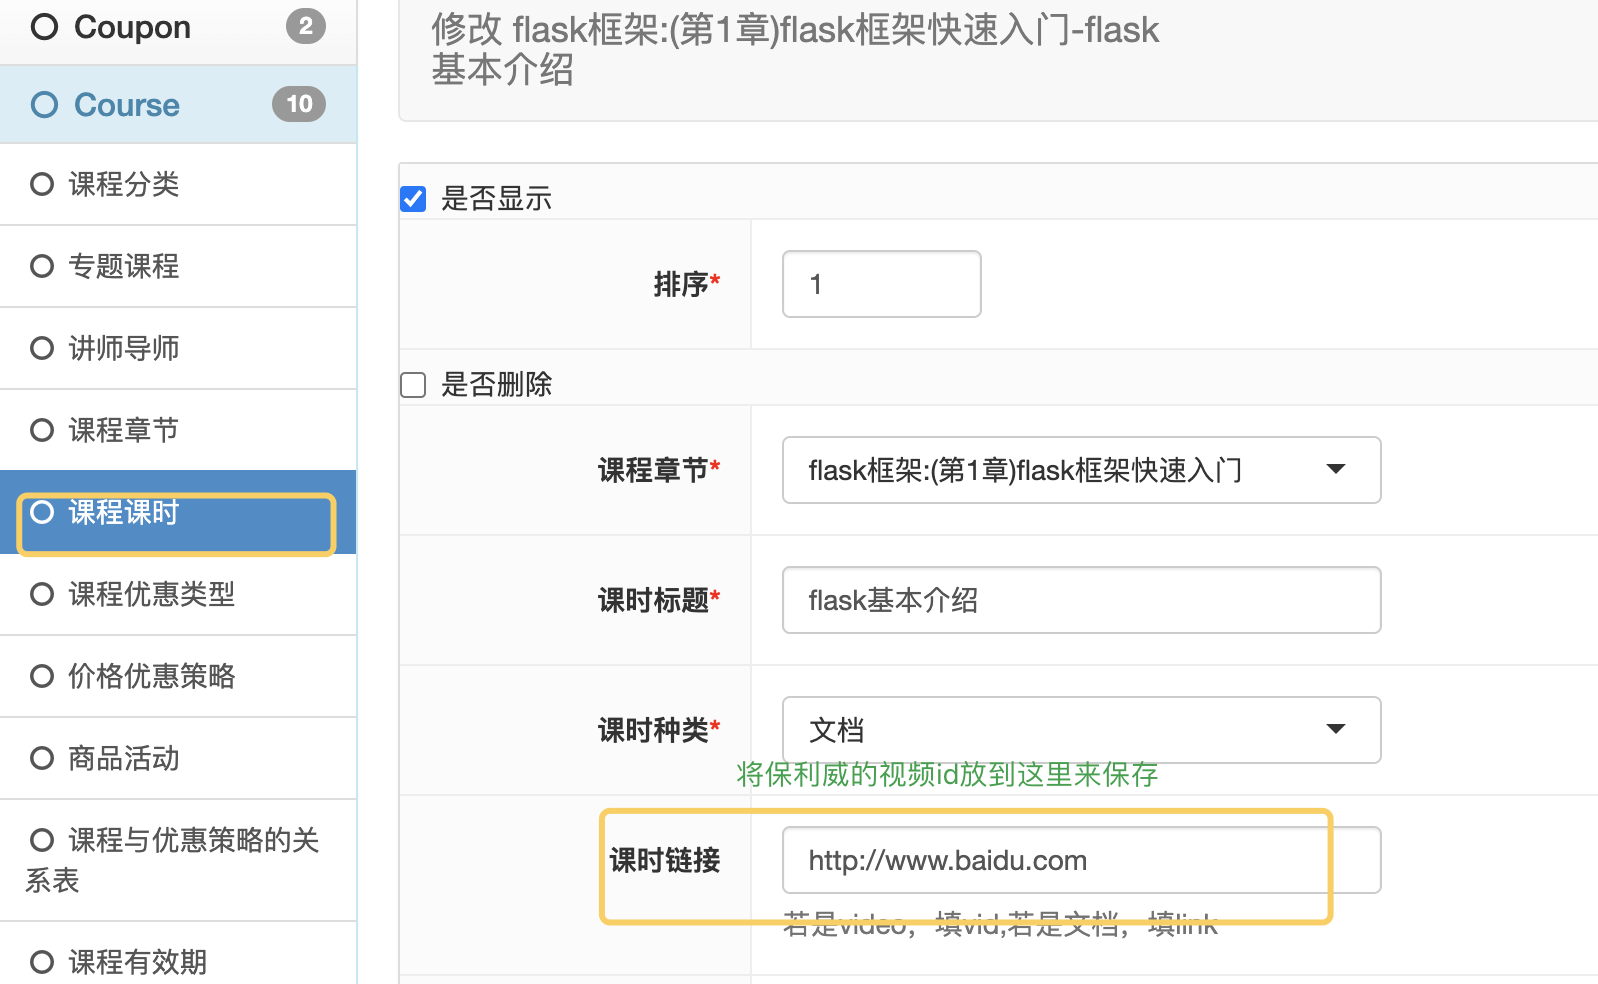 Coupon 2
Course 10
课程分类
专题课程
讲师导师
课程章节
课程课时
课程优惠类型
价格优惠策略
商品活动
课程与优惠策略的关
系表
课程有效期
修改 flask框架:(第1章)flask框架快速入门-flask
基本介绍
是否显示
排序* 1
是否删除
课程章节* flask框架:(第1章)flask框架快速入门
课时标题* flask基本介绍
课时种类* 文档
将保利威的视频id放到这里来保存
课时链接 http://www.baidu.com
若是video，填vid,若是文档，填link